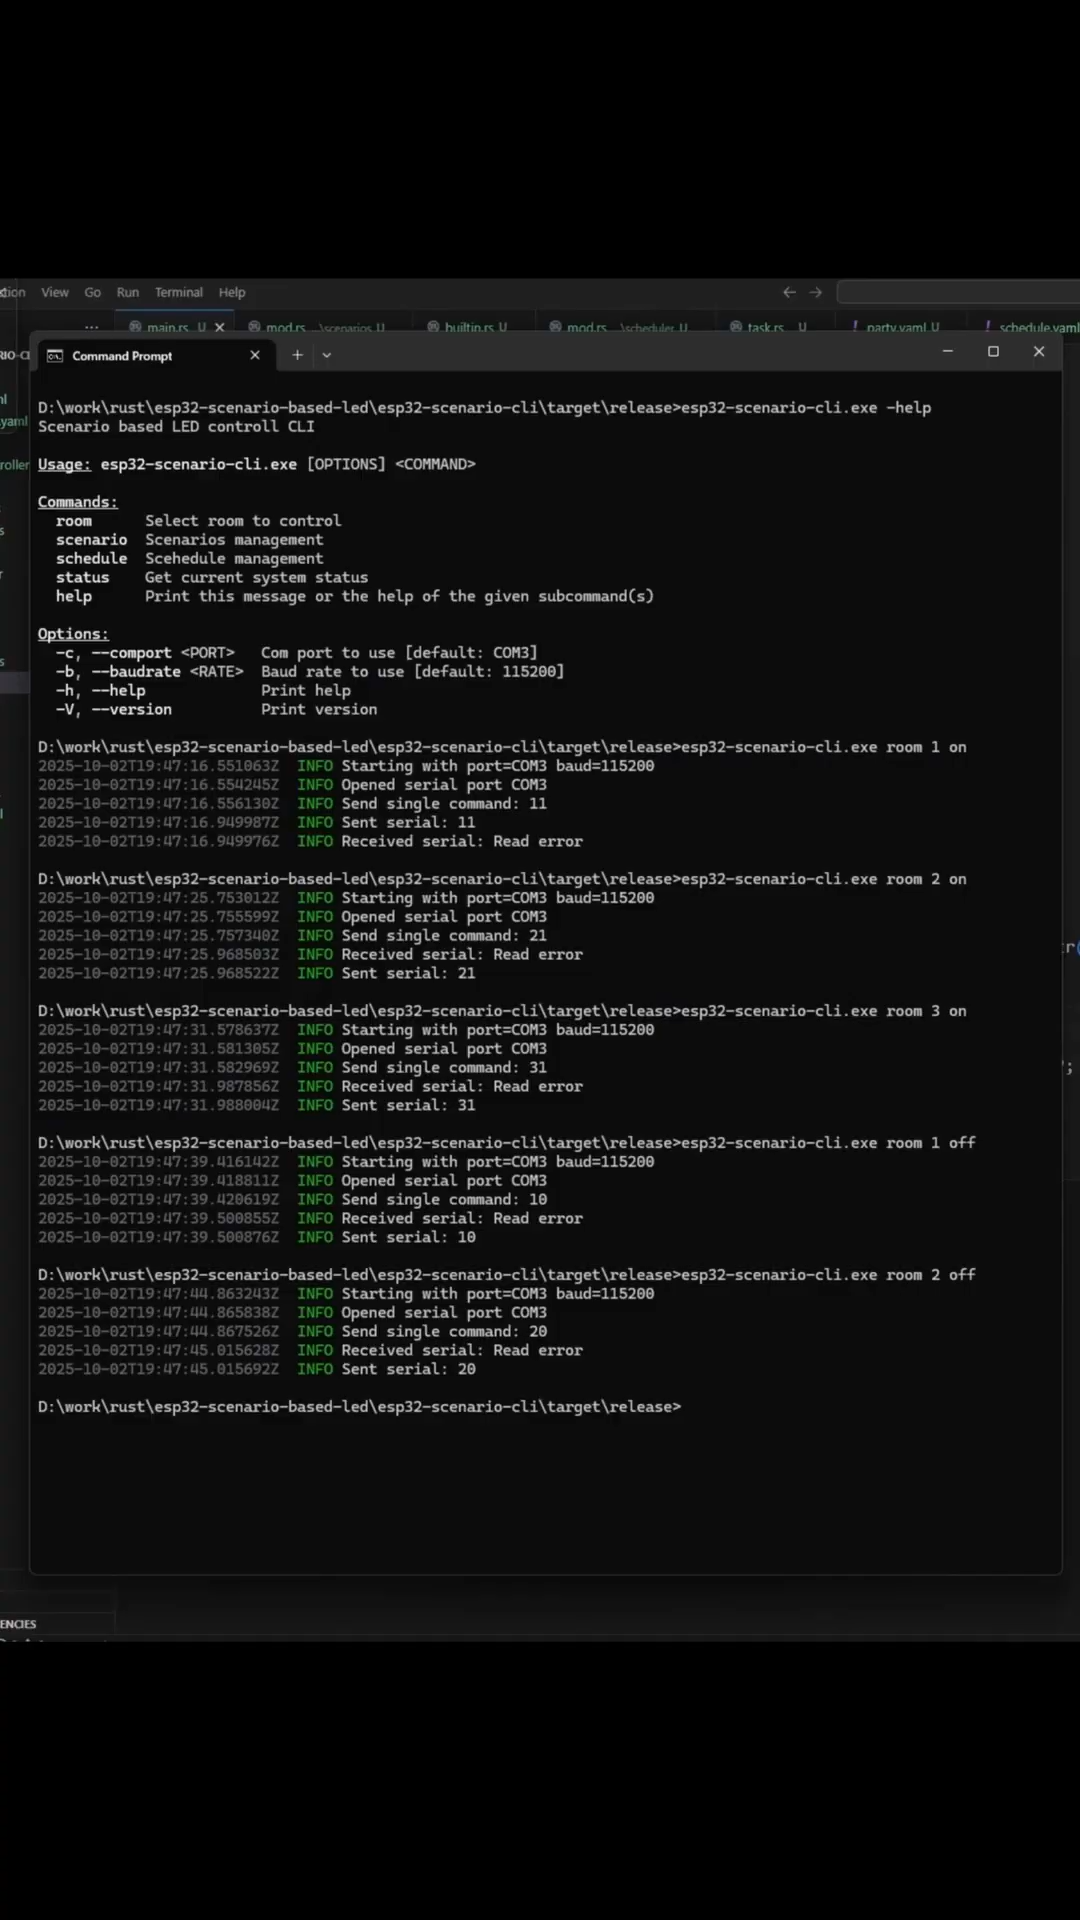 View Go Run Terminal Help
main.rs U mod.rs ..\scenarios U builtin.rs U mod.rs ..\scheduler U task.rs U ! party.yaml U ! schedule.yaml
Command Prompt
D:\work\rust\esp32-scenario-based-led\esp32-scenario-cli\target\release>esp32-scenario-cli.exe -help
Scenario based LED controll CLI
Usage: esp32-scenario-cli.exe [OPTIONS] <COMMAND>
Commands:
room Select room to control
scenario Scenarios management
schedule Scehedule management
status Get current system status
help Print this message or the help of the given subcommand(s)
Options:
-c, --comport <PORT> Com port to use [default: COM3]
-b, --baudrate <RATE> Baud rate to use [default: 115200]
-h, --help Print help
-V, --version Print version
D:\work\rust\esp32-scenario-based-led\esp32-scenario-cli\target\release>esp32-scenario-cli.exe room 1 on
2025-10-02T19:47:16.551063Z INFO Starting with port=COM3 baud=115200
2025-10-02T19:47:16.554245Z INFO Opened serial port COM3
2025-10-02T19:47:16.556130Z INFO Send single command: 11
2025-10-02T19:47:16.949987Z INFO Sent serial: 11
2025-10-02T19:47:16.949976Z INFO Received serial: Read error
D:\work\rust\esp32-scenario-based-led\esp32-scenario-cli\target\release>esp32-scenario-cli.exe room 2 on
2025-10-02T19:47:25.753012Z INFO Starting with port=COM3 baud=115200
2025-10-02T19:47:25.755599Z INFO Opened serial port COM3
2025-10-02T19:47:25.757340Z INFO Send single command: 21
2025-10-02T19:47:25.968503Z INFO Received serial: Read error
2025-10-02T19:47:25.968522Z INFO Sent serial: 21
D:\work\rust\esp32-scenario-based-led\esp32-scenario-cli\target\release>esp32-scenario-cli.exe room 3 on
2025-10-02T19:47:31.578637Z INFO Starting with port=COM3 baud=115200
2025-10-02T19:47:31.581305Z INFO Opened serial port COM3
2025-10-02T19:47:31.582969Z INFO Send single command: 31
2025-10-02T19:47:31.987856Z INFO Received serial: Read error
2025-10-02T19:47:31.988004Z INFO Sent serial: 31
D:\work\rust\esp32-scenario-based-led\esp32-scenario-cli\target\release>esp32-scenario-cli.exe room 1 off
2025-10-02T19:47:39.416142Z INFO Starting with port=COM3 baud=115200
2025-10-02T19:47:39.418811Z INFO Opened serial port COM3
2025-10-02T19:47:39.420619Z INFO Send single command: 10
2025-10-02T19:47:39.500855Z INFO Received serial: Read error
2025-10-02T19:47:39.500876Z INFO Sent serial: 10
D:\work\rust\esp32-scenario-based-led\esp32-scenario-cli\target\release>esp32-scenario-cli.exe room 2 off
2025-10-02T19:47:44.863243Z INFO Starting with port=COM3 baud=115200
2025-10-02T19:47:44.865838Z INFO Opened serial port COM3
2025-10-02T19:47:44.867526Z INFO Send single command: 20
2025-10-02T19:47:45.015628Z INFO Received serial: Read error
2025-10-02T19:47:45.015692Z INFO Sent serial: 20
D:\work\rust\esp32-scenario-based-led\esp32-scenario-cli\target\release>
ENCIES